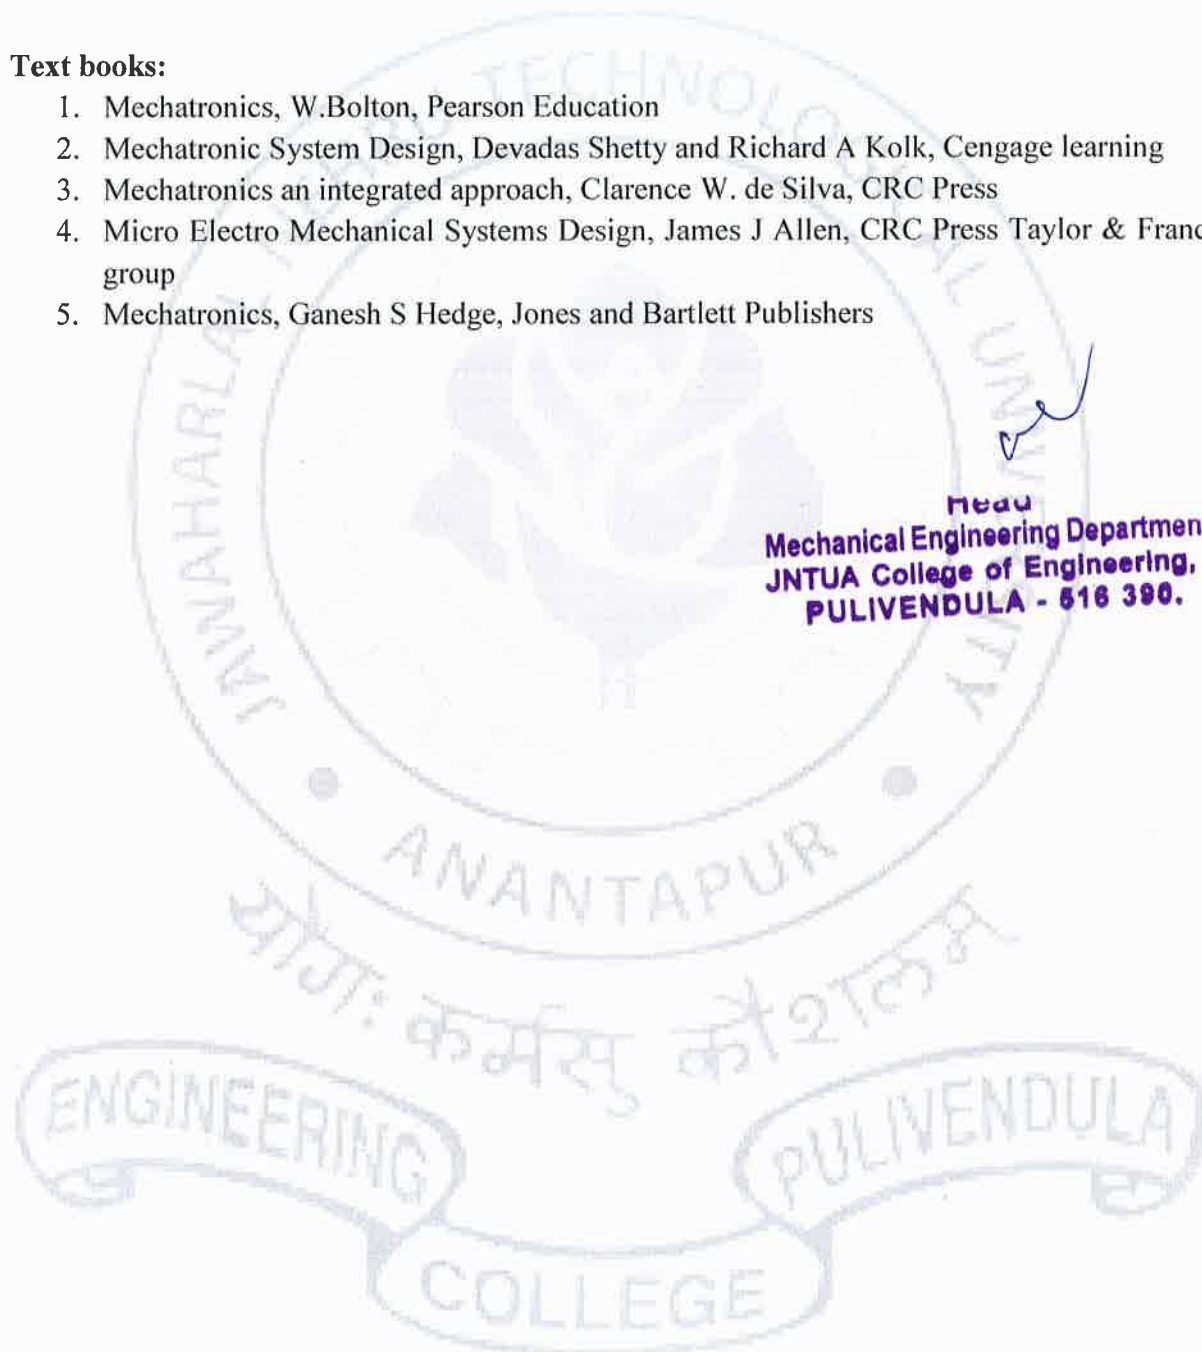 Text books:
1. Mechatronics, W.Bolton, Pearson Education
2. Mechatronic System Design, Devadas Shetty and Richard A Kolk, Cengage learning
3. Mechatronics an integrated approach, Clarence W. de Silva, CRC Press
4. Micro Electro Mechanical Systems Design, James J Allen, CRC Press Taylor & Franc
group
5. Mechatronics, Ganesh S Hedge, Jones and Bartlett Publishers
Head
Mechanical Engineering Departmen
JNTUA College of Engineering,
PULIVENDULA - 516 390.
JAWAHARLAL NEHRU TECHNOLOGICAL UNIVERSITY
• ANANTAPUR •
योगः कर्मसु कौशलम
ENGINEERING
PULIVENDULA
COLLEGE